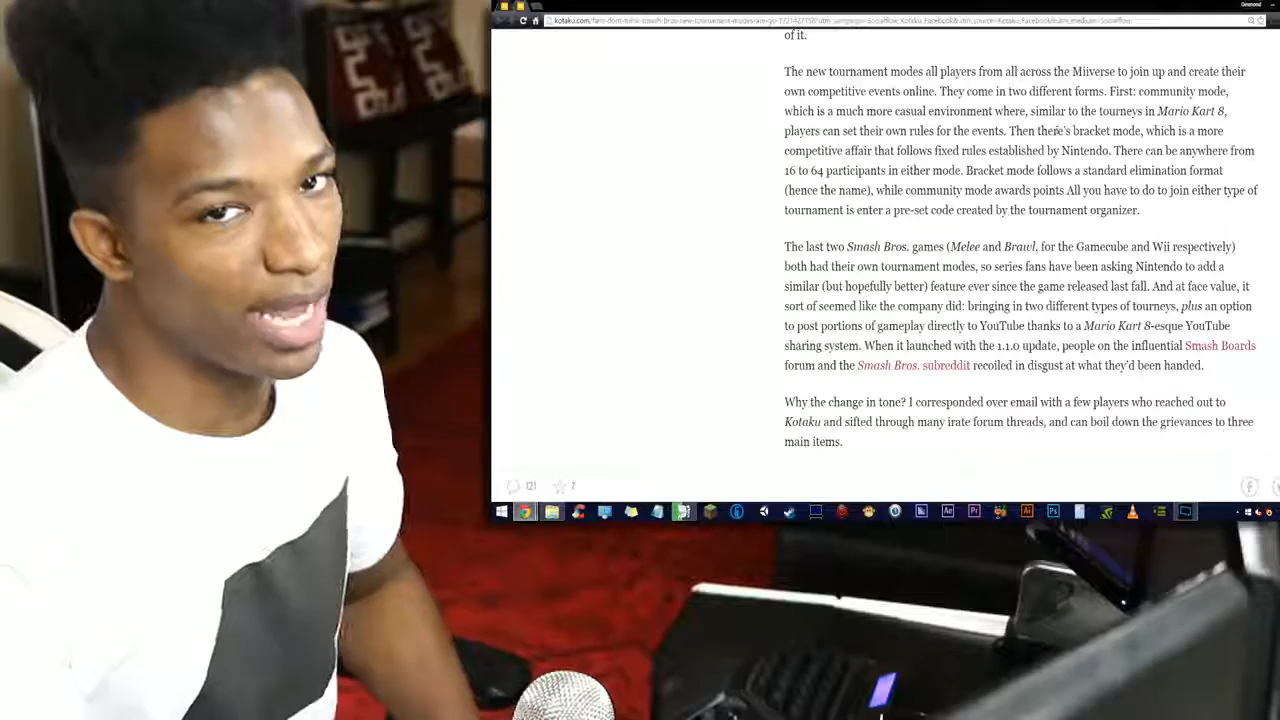 Desmond
of it.
The new tournament modes all players from all across the Miiverse to join up and create their
own competitive events online. They come in two different forms. First: community mode,
which is a much more casual environment where, similar to the tourneys in Mario Kart 8,
players can set their own rules for the events. Then there's bracket mode, which is a more
competitive affair that follows fixed rules established by Nintendo. There can be anywhere from
16 to 64 participants in either mode. Bracket mode follows a standard elimination format
(hence the name), while community mode awards points All you have to do to join either type of
tournament is enter a pre-set code created by the tournament organizer.
The last two Smash Bros. games (Melee and Brawl, for the Gamecube and Wii respectively)
both had their own tournament modes, so series fans have been asking Nintendo to add a
similar (but hopefully better) feature ever since the game released last fall. And at face value, it
sort of seemed like the company did: bringing in two different types of tourneys, plus an option
to post portions of gameplay directly to YouTube thanks to a Mario Kart 8-esque YouTube
sharing system. When it launched with the 1.1.0 update, people on the influential Smash Boards
forum and the Smash Bros. subreddit recoiled in disgust at what they'd been handed.
Why the change in tone? I corresponded over email with a few players who reached out to
Kotaku and sifted through many irate forum threads, and can boil down the grievances to three
main items.
121 7
Ae Pr Ai Ps